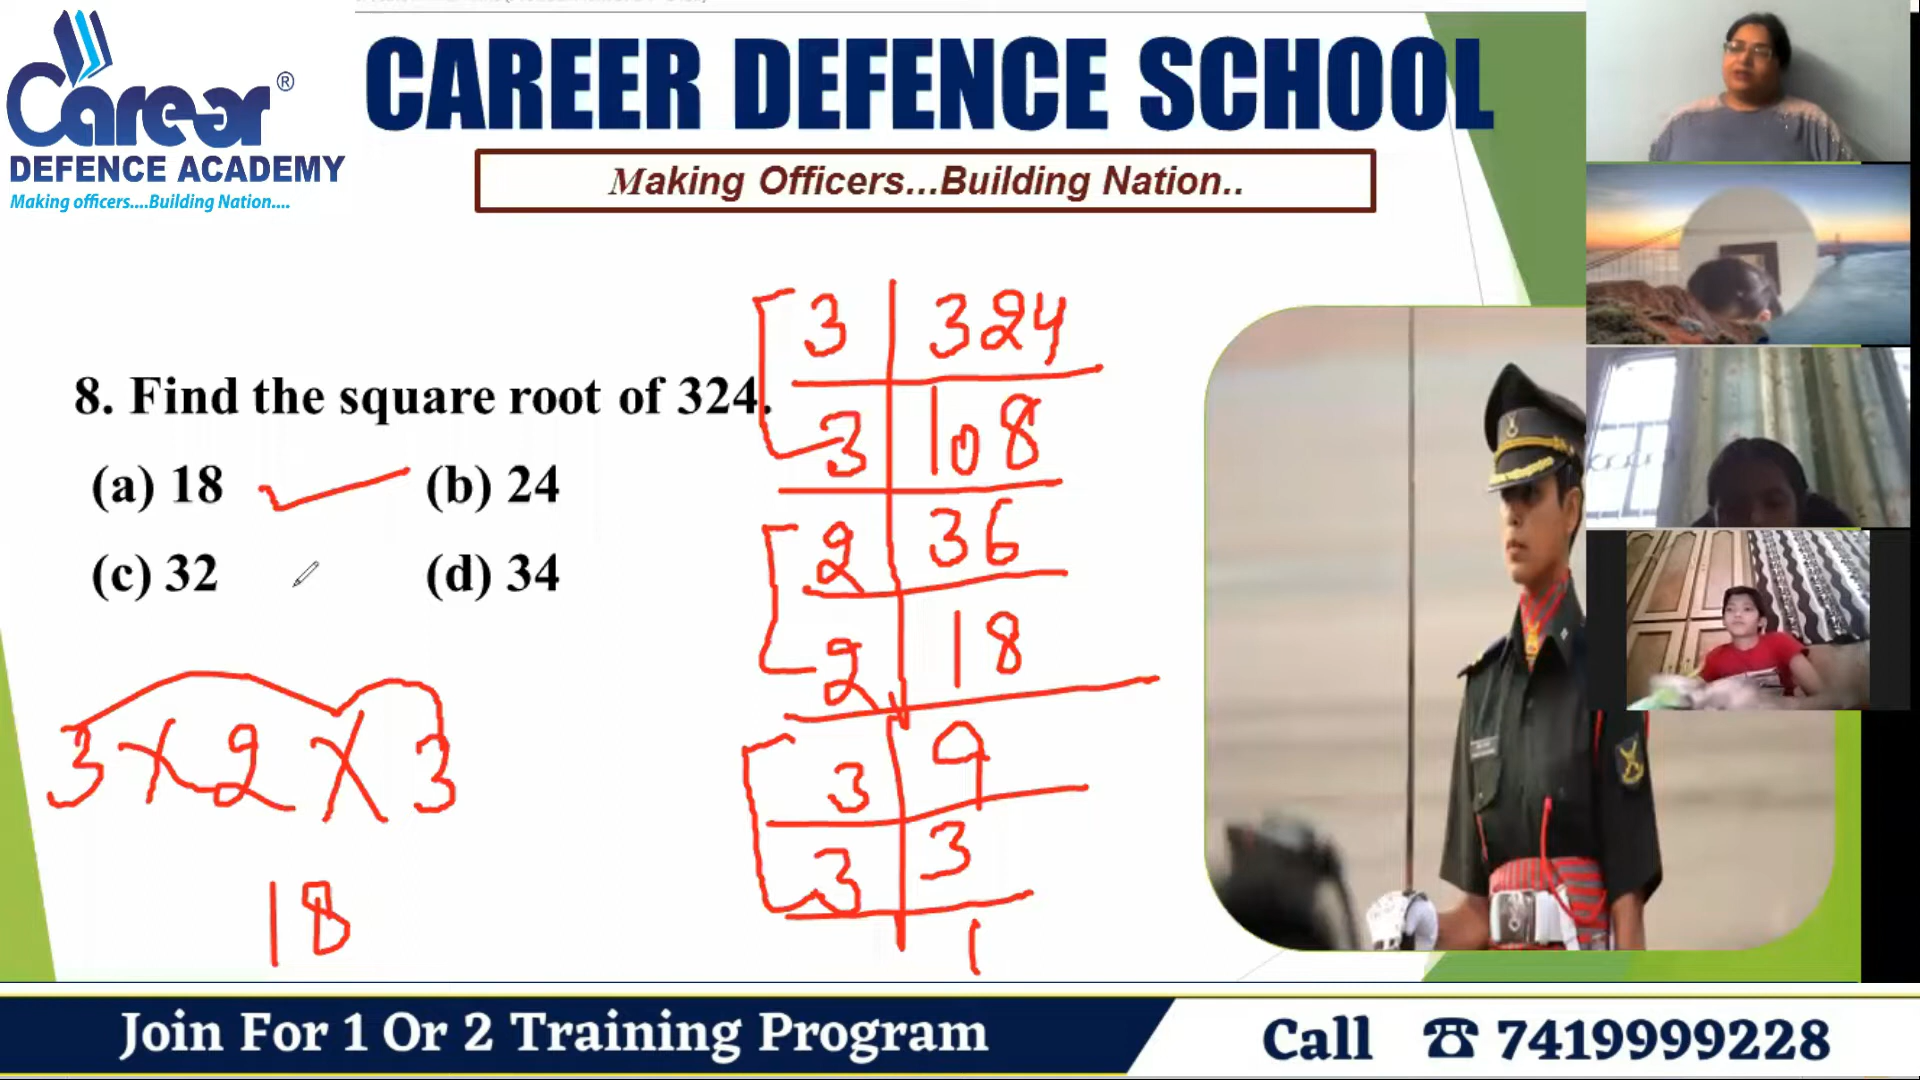 Career®
DEFENCE ACADEMY
Making officers....Building Nation....
CAREER DEFENCE SCHOOL
Making Officers...Building Nation..
8. Find the square root of 324.
(a) 18 (b) 24
(c) 32 (d) 34
3 324
3 108
2 36
2 18
3 9
3 3
1
3 × 2 × 3
18
Join For 1 Or 2 Training Program
Call ☎ 7419999228